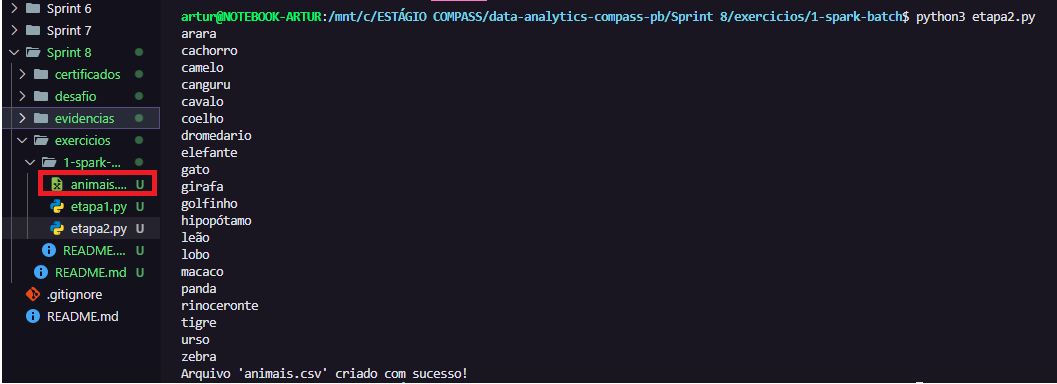 Sprint 6
Sprint 7
Sprint 8
certificados
desafio
evidencias
exercicios
1-spark-...
animais.... U
etapa1.py U
etapa2.py U
README.... U
README.md U
.gitignore
README.md
artur@NOTEBOOK-ARTUR:/mnt/c/ESTÁGIO COMPASS/data-analytics-compass-pb/Sprint 8/exercicios/1-spark-batch$ python3 etapa2.py
arara
cachorro
camelo
canguru
cavalo
coelho
dromedario
elefante
gato
girafa
golfinho
hipopótamo
leão
lobo
macaco
panda
rinoceronte
tigre
urso
zebra
Arquivo 'animais.csv' criado com sucesso!